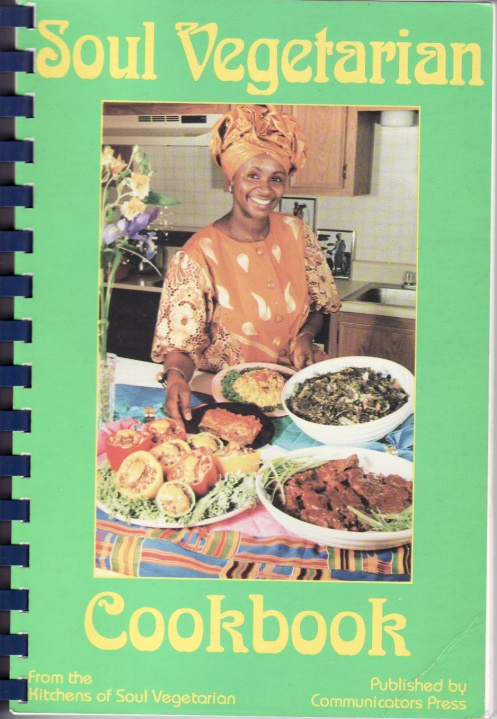 Soul Vegetarian
Cookbook
From the
Kitchens of Soul Vegetarian
Published by
Communicators Press